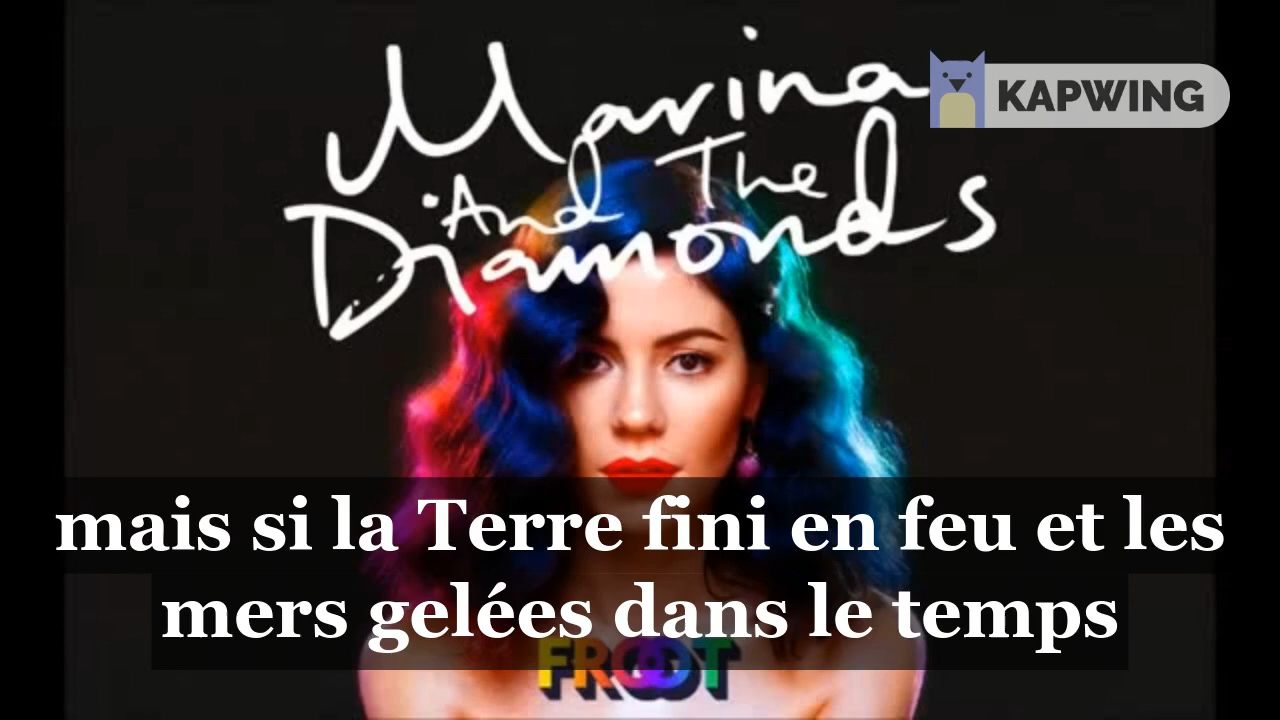 Marina
And The
Diamonds
KAPWING
mais si la Terre fini en feu et les
mers gelées dans le temps
FROOT